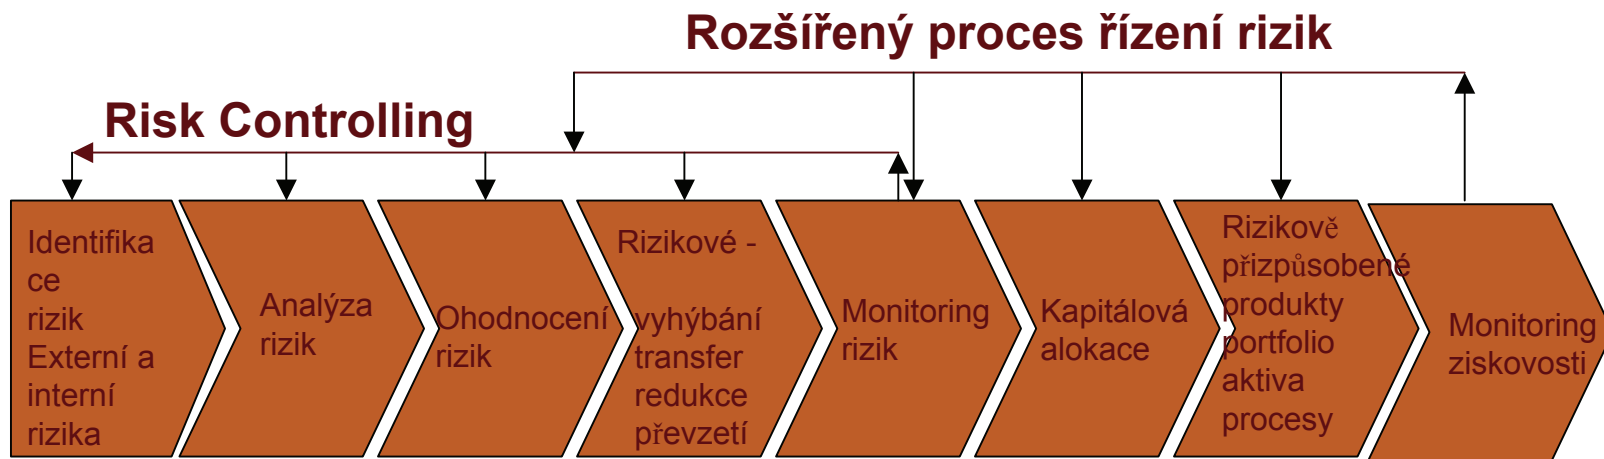 Rozšířený proces řízení rizik
Risk Controlling
Identifika
ce
rizik
Externí a
interní
rizika
Analýza
rizik
Ohodnocení
rizik
Rizikové -
vyhýbání
transfer
redukce
převzetí
Monitoring
rizik
Kapitálová
alokace
Rizikově
přizpůsobené
produkty
portfolio
aktiva
procesy
Monitoring
ziskovosti